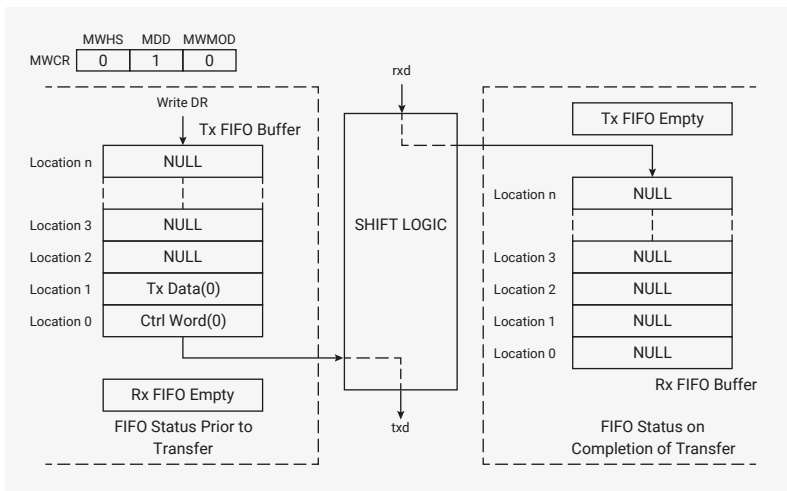 MWHS MDD MWMOD
MWCR 0 1 0
Write DR
Tx FIFO Buffer
Location n NULL
Location 3 NULL
Location 2 NULL
Location 1 Tx Data(0)
Location 0 Ctrl Word(0)
Rx FIFO Empty
FIFO Status Prior to
Transfer
rxd
SHIFT LOGIC
txd
Tx FIFO Empty
Location n NULL
Location 3 NULL
Location 2 NULL
Location 1 NULL
Location 0 NULL
Rx FIFO Buffer
FIFO Status on
Completion of Transfer